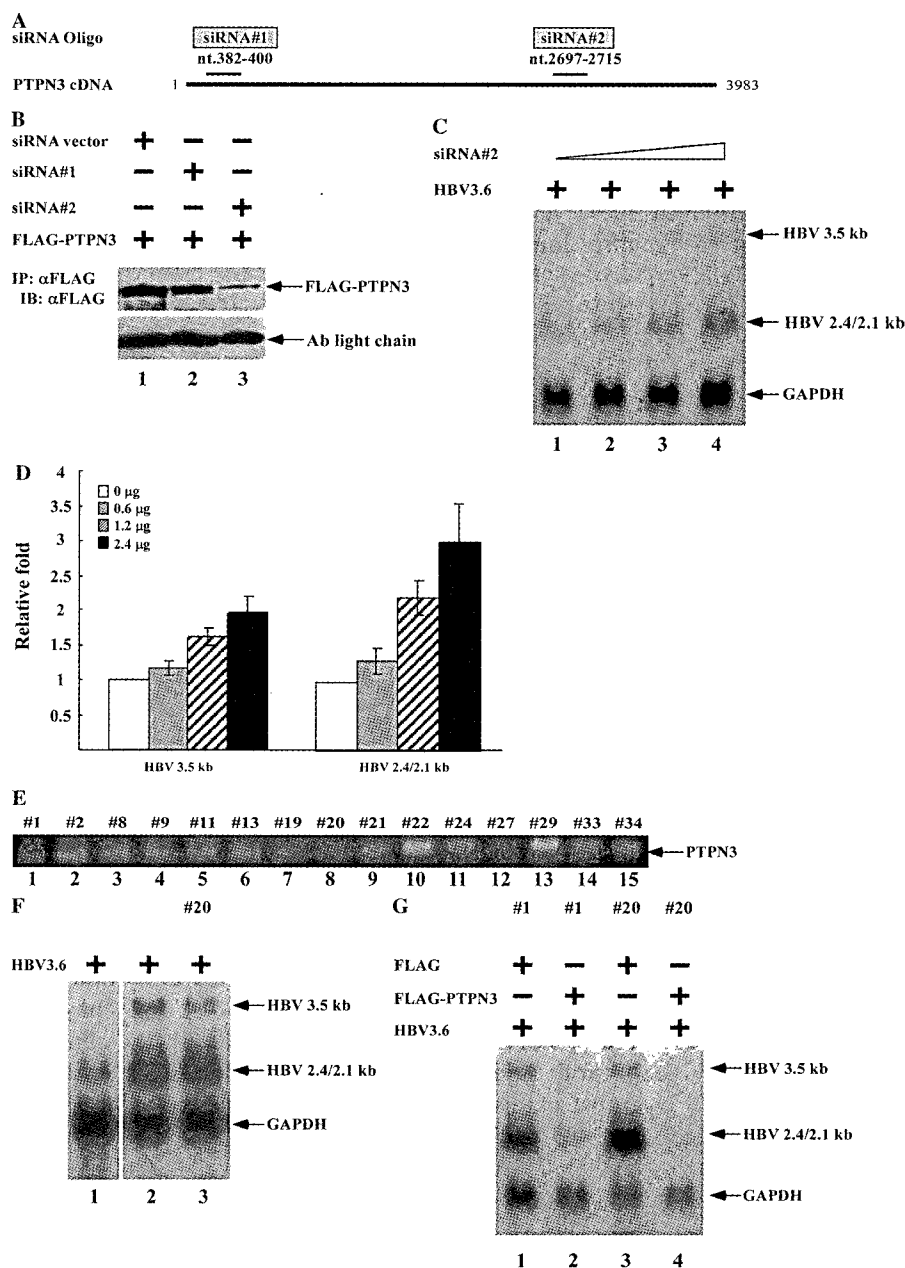 A
siRNA Oligo
siRNA#1
siRNA#2
nt.382-400
nt.2697-2715
PTPN3 cDNA
1
3983
B
siRNA vector + − −
siRNA#1 − + −
siRNA#2 − − +
FLAG-PTPN3 + + +
IP: αFLAG
IB: αFLAG
FLAG-PTPN3
Ab light chain
1 2 3
C
siRNA#2
HBV3.6 + + + +
HBV 3.5 kb
HBV 2.4/2.1 kb
GAPDH
1 2 3 4
D
Relative fold
4
3.5
3
2
1.5
1
0.5
0 µg
0.6 µg
1.2 µg
2.4 µg
HBV 3.5 kb
HBV 2.4/2.1 kb
E
#1 #2 #8 #9 #11 #13 #19 #20 #21 #22 #24 #27 #29 #33 #34
PTPN3
1 2 3 4 5 6 7 8 9 10 11 12 13 14 15
F
#20
HBV3.6 + + +
HBV 3.5 kb
HBV 2.4/2.1 kb
GAPDH
1 2 3
G
#1 #1 #20 #20
FLAG + − + −
FLAG-PTPN3 − + − +
HBV3.6 + + + +
HBV 3.5 kb
HBV 2.4/2.1 kb
GAPDH
1 2 3 4